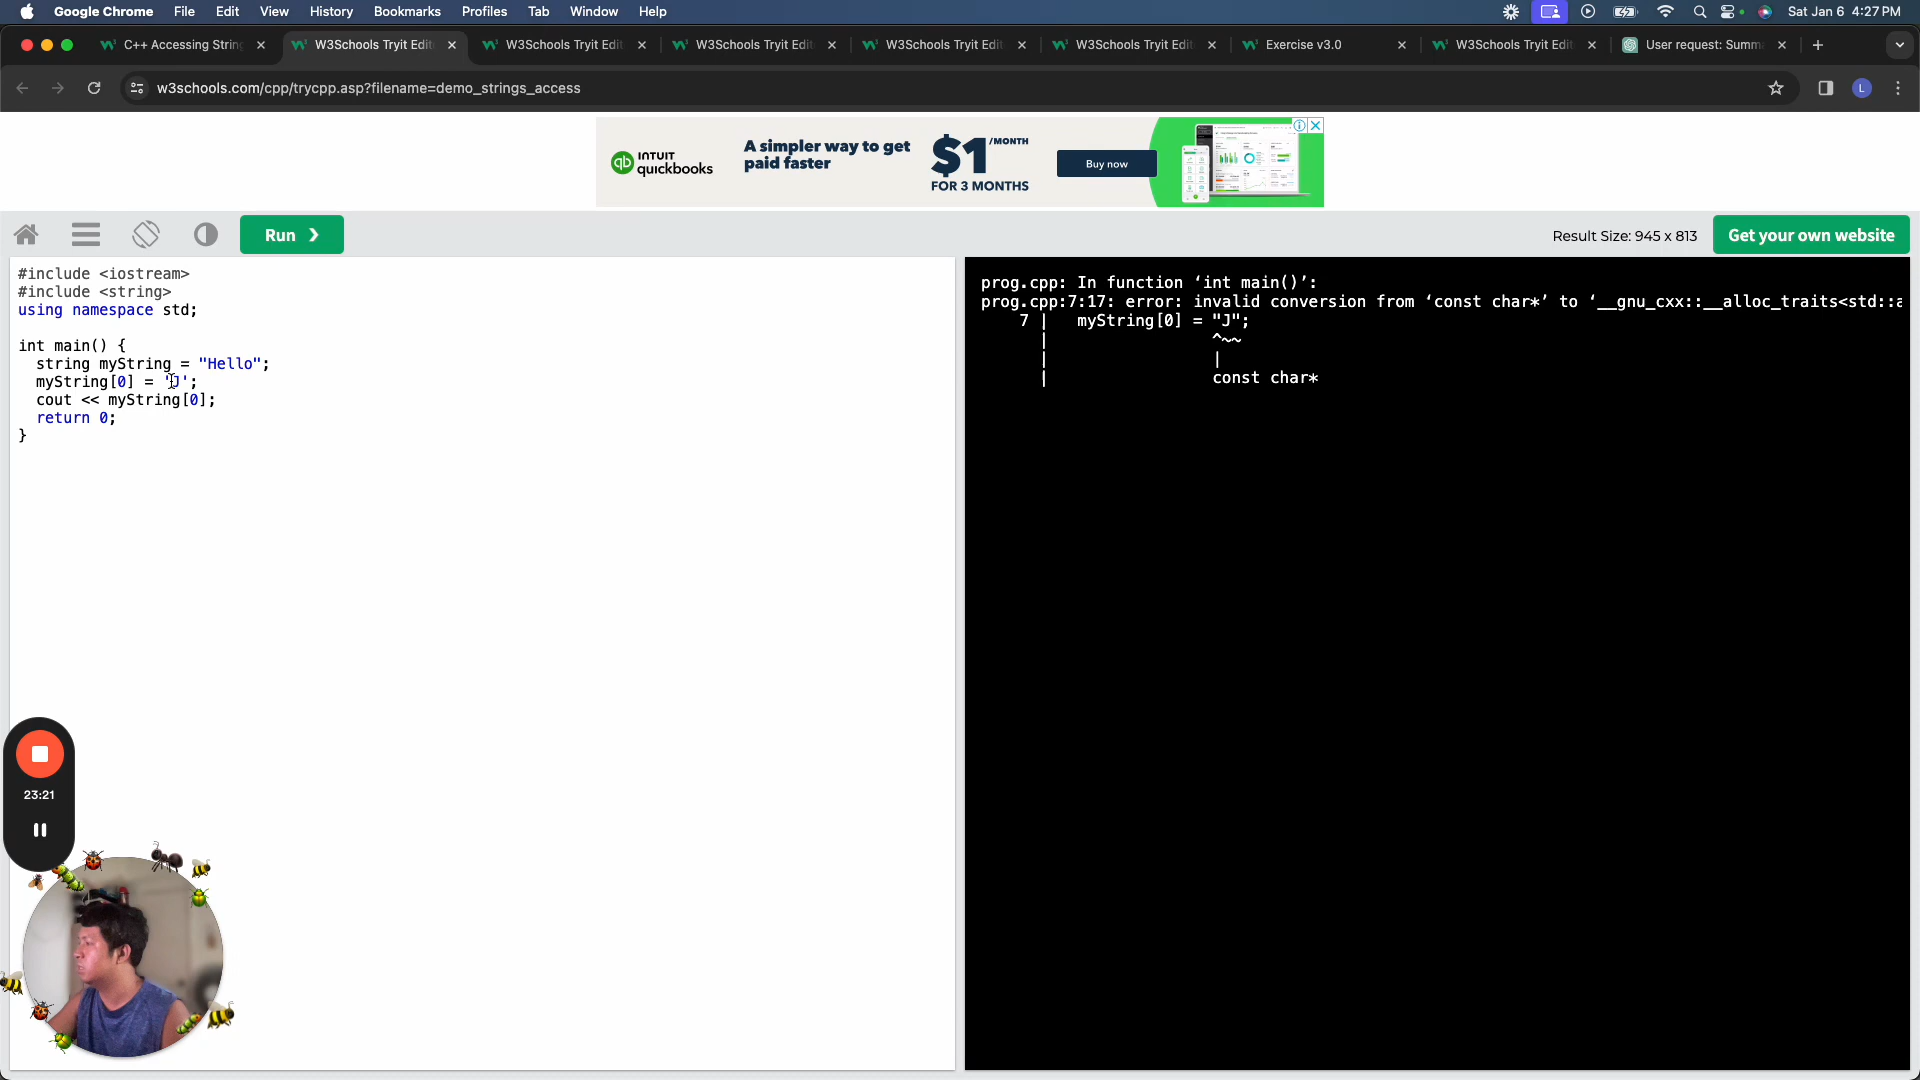 Google Chrome File Edit View History Bookmarks Profiles Tab Window Help Sat Jan 6 4:27 PM
C++ Accessing Strin W3Schools Tryit Edit W3Schools Tryit Edit W3Schools Tryit Edit W3Schools Tryit Edit W3Schools Tryit Edit Exercise v3.0 W3Schools Tryit Edit User request: Summ
w3schools.com/cpp/trycpp.asp?filename=demo_strings_access L
INTUIT
quickbooks
A simpler way to get
paid faster
$1 /MONTH
FOR 3 MONTHS
Buy now
Run ❯ Result Size: 945 x 813 Get your own website
#include <iostream>
#include <string>
using namespace std;
int main() {
string myString = "Hello";
myString[0] = 'J';
cout << myString[0];
return 0;
}
prog.cpp: In function ‘int main()’:
prog.cpp:7:17: error: invalid conversion from ‘const char*’ to ‘__gnu_cxx::__alloc_traits<std::a
7 | myString[0] = "J";
| ^~~
| |
| const char*
23:21